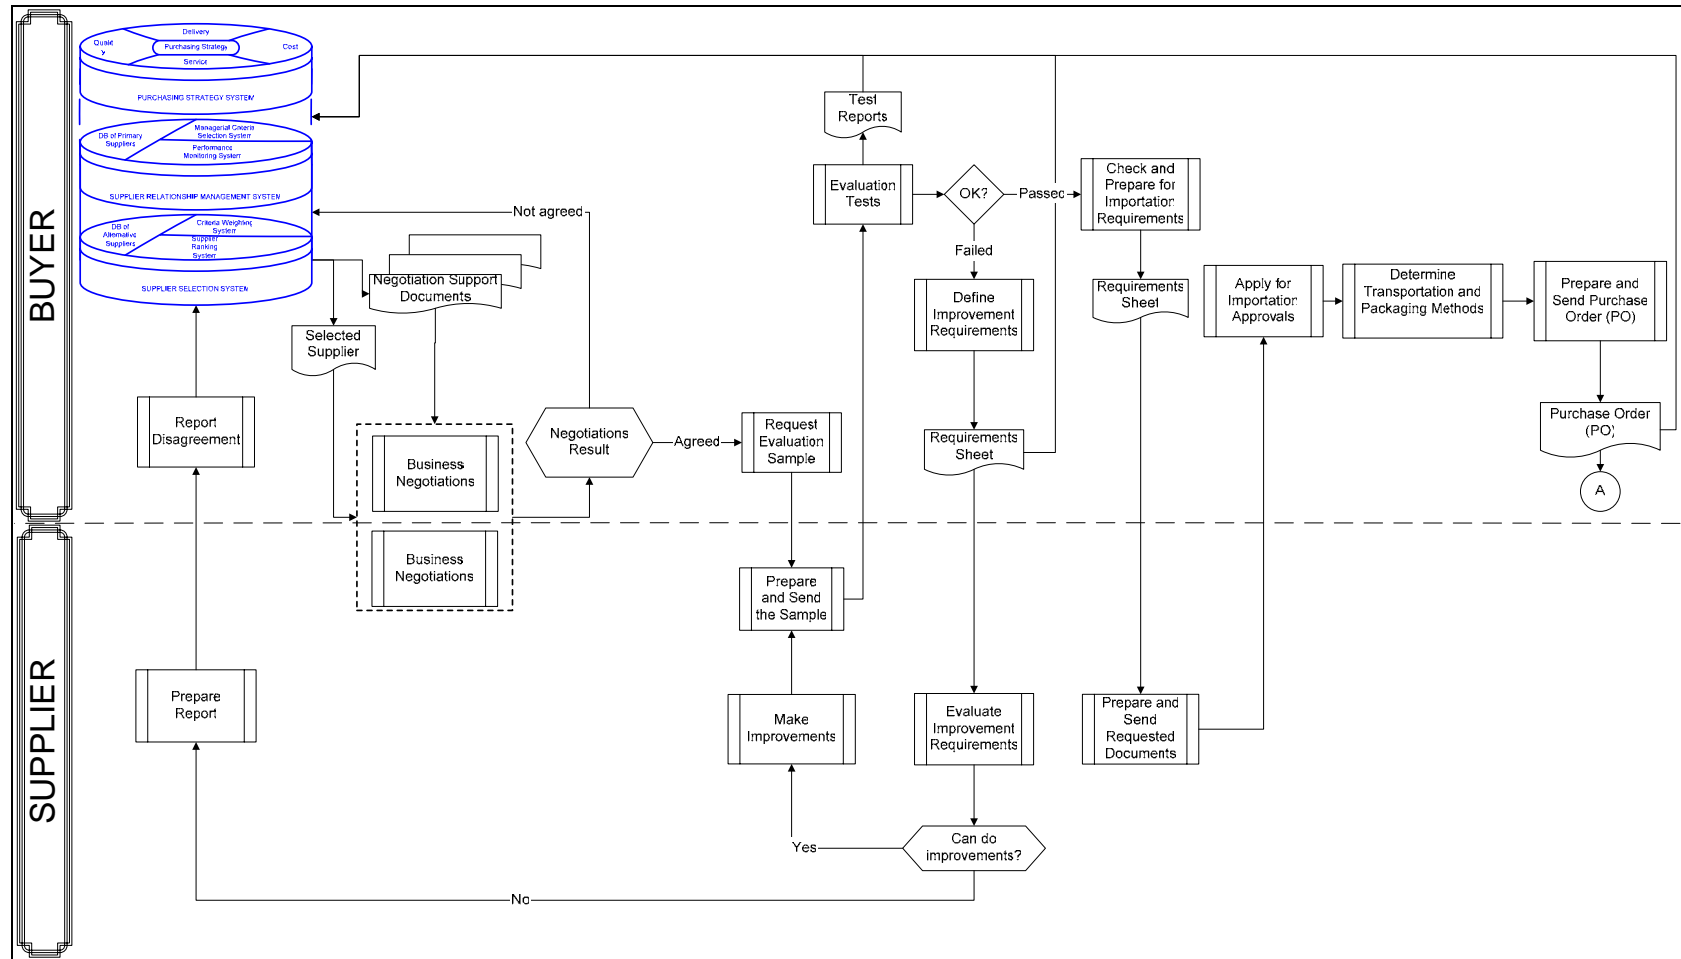 BUYER
SUPPLIER
Delivery
Qualit
y
Purchasing Strategy
Cost
Service
PURCHASING STRATEGY SYSTEM
DB of Primary
Suppliers
Managerial Criteria
Selection System
Performance
Monitoring System
SUPPLIER RELATIONSHIP MANAGEMENT SYSTEM
DB of
Alternative
Suppliers
Criteria Weighting
System
Supplier
Ranking
System
SUPPLIER SELECTION SYSTEM
Not agreed
Negotiation Support
Documents
Selected
Supplier
Report
Disagreement
Business
Negotiations
Business
Negotiations
Negotiations
Result
Agreed
Request
Evaluation
Sample
Prepare
and Send
the Sample
Make
Improvements
Prepare
Report
Test
Reports
Evaluation
Tests
OK?
Passed
Failed
Define
Improvement
Requirements
Requirements
Sheet
Evaluate
Improvement
Requirements
Can do
improvements?
Yes
No
Check and
Prepare for
Importation
Requirements
Requirements
Sheet
Prepare and
Send
Requested
Documents
Apply for
Importation
Approvals
Determine
Transportation and
Packaging Methods
Prepare and
Send Purchase
Order (PO)
Purchase Order
(PO)
A